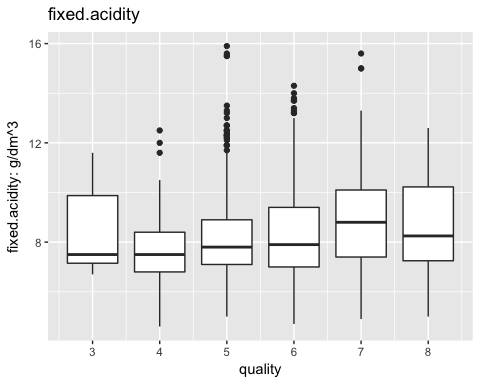 fixed.acidity
fixed.acidity; g/dm^3
16
12
8
3 4 5 6 7 8
quality